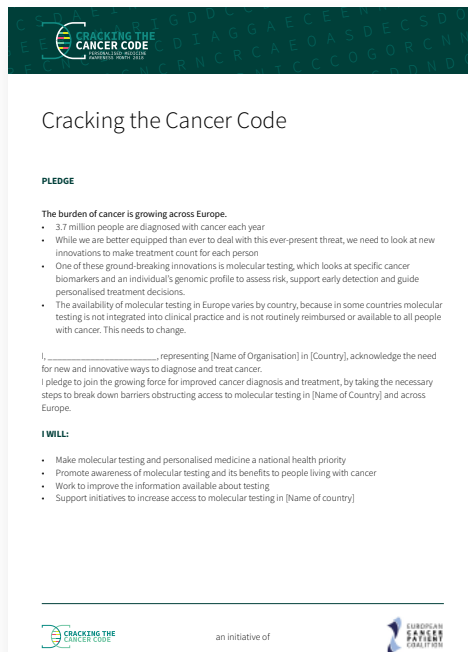 CRACKING THE
CANCER CODE
PERSONALISED MEDICINE
AWARENESS MONTH 2018
Cracking the Cancer Code
PLEDGE
The burden of cancer is growing across Europe.
• 3.7 million people are diagnosed with cancer each year
• While we are better equipped than ever to deal with this ever-present threat, we need to look at new
innovations to make treatment count for each person
• One of these ground-breaking innovations is molecular testing, which looks at specific cancer
biomarkers and an individual's genomic profile to assess risk, support early detection and guide
personalised treatment decisions.
• The availability of molecular testing in Europe varies by country, because in some countries molecular
testing is not integrated into clinical practice and is not routinely reimbursed or available to all people
with cancer. This needs to change.
I, ______________________, representing [Name of Organisation] in [Country], acknowledge the need
for new and innovative ways to diagnose and treat cancer.
I pledge to join the growing force for improved cancer diagnosis and treatment, by taking the necessary
steps to break down barriers obstructing access to molecular testing in [Name of Country] and across
Europe.
I WILL:
• Make molecular testing and personalised medicine a national health priority
• Promote awareness of molecular testing and its benefits to people living with cancer
• Work to improve the information available about testing
• Support initiatives to increase access to molecular testing in [Name of country]
CRACKING THE
CANCER CODE
an initiative of
EUROPEAN
CANCER
PATIENT
COALITION